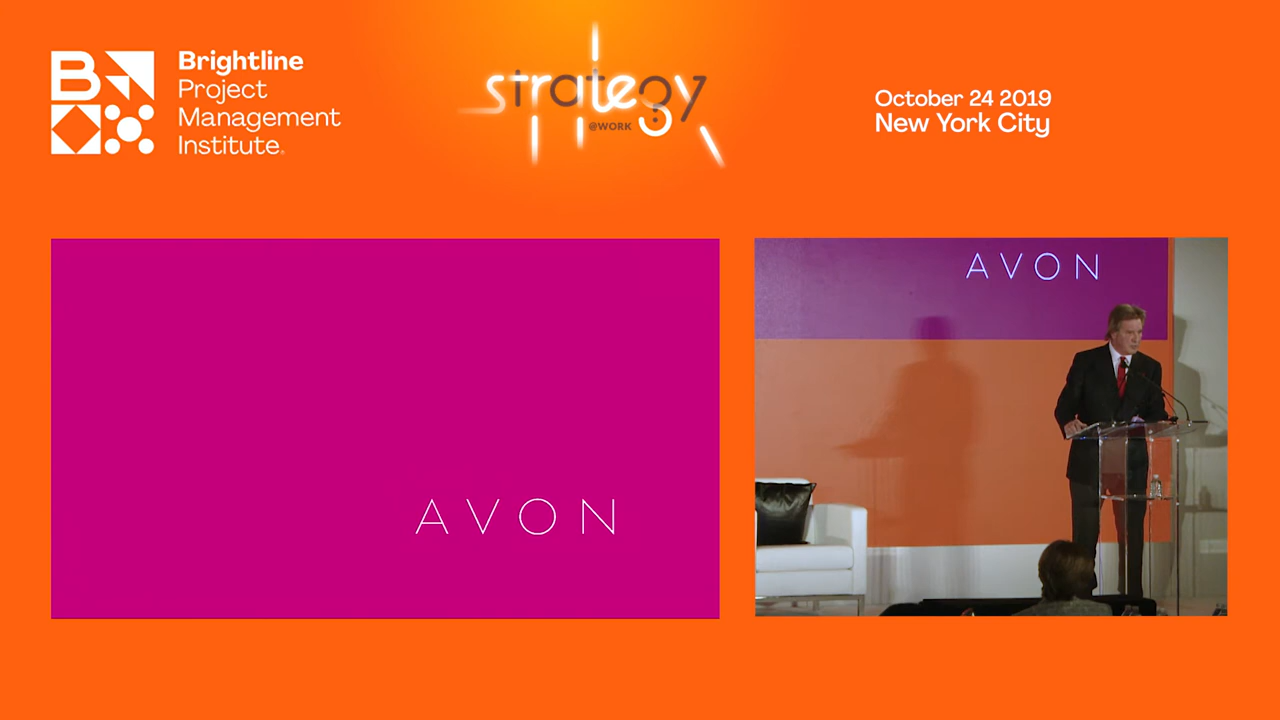 Brightline
Project
Management
Institute.
strategy
@WORK
October 24 2019
New York City
AVON
AVON